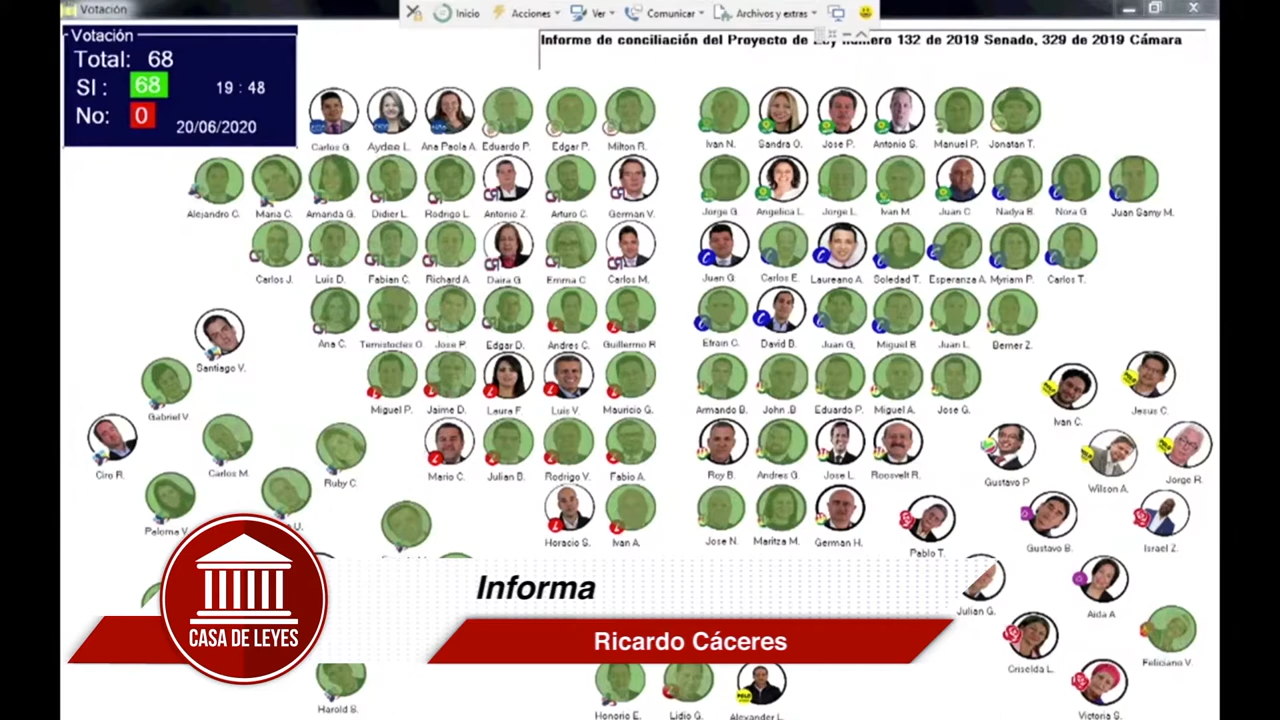 Votación
Inicio Acciones Ver Comunicar Archivos y extras
Votación
Total: 68
SI: 68
No: 0
19 : 48
20/06/2020
Informe de conciliación del Proyecto de Ley número 132 de 2019 Senado, 329 de 2019 Cámara
Carlos G. Aydee L. Ana Paola A. Eduardo P. Edgar P. Milton R. Ivan N. Sandra O. Jose P. Antonio S. Manuel P. Jonatan T.
Alejandro C. Maria C. Amanda G. Didier L. Rodrigo L. Antonio Z. Arturo C. German V. Jorge G. Angelica L. Jorge L. Ivan M Juan C Nadya B. Nora G. Juan Samy M.
Carlos J. Luis D. Fabian C. Richard A. Daira G Emma C. Carlos M. Juan G. Carlos E. Laureano A. Soledad T. Esperanza A. Myriam P. Carlos T.
Ana C. Temistocles O. Jose P. Edgar D. Andres C. Guillermo R Efrain C. David B. Juan G. Miguel B Juan L. Berner Z.
Santiago V.
Miguel P. Jaime D. Laura F. Luis V. Mauricio G. Armando B. John .B Eduardo P. Miguel A. Jose G.
Gabriel V. Ivan C. Jesus C.
Ciro R. Carlos M. Ruby C. Mario C. Julian B. Rodrigo V. Fabio A. Roy B. Andres G. Jose L. Roosvelt R. Gustavo P Wilson A. Jorge R.
Paloma V. U. Horacio S. Ivan A. Jose N. Maritza M. German H. Pablo T. Gustavo B. Israel Z.
Julian G. Aida A
CASA DE LEYES
Informa
Ricardo Cáceres
Griselda L. Feliciano V.
Harold S. Honorio E. Lidio G. Alexander L. Victoria S.